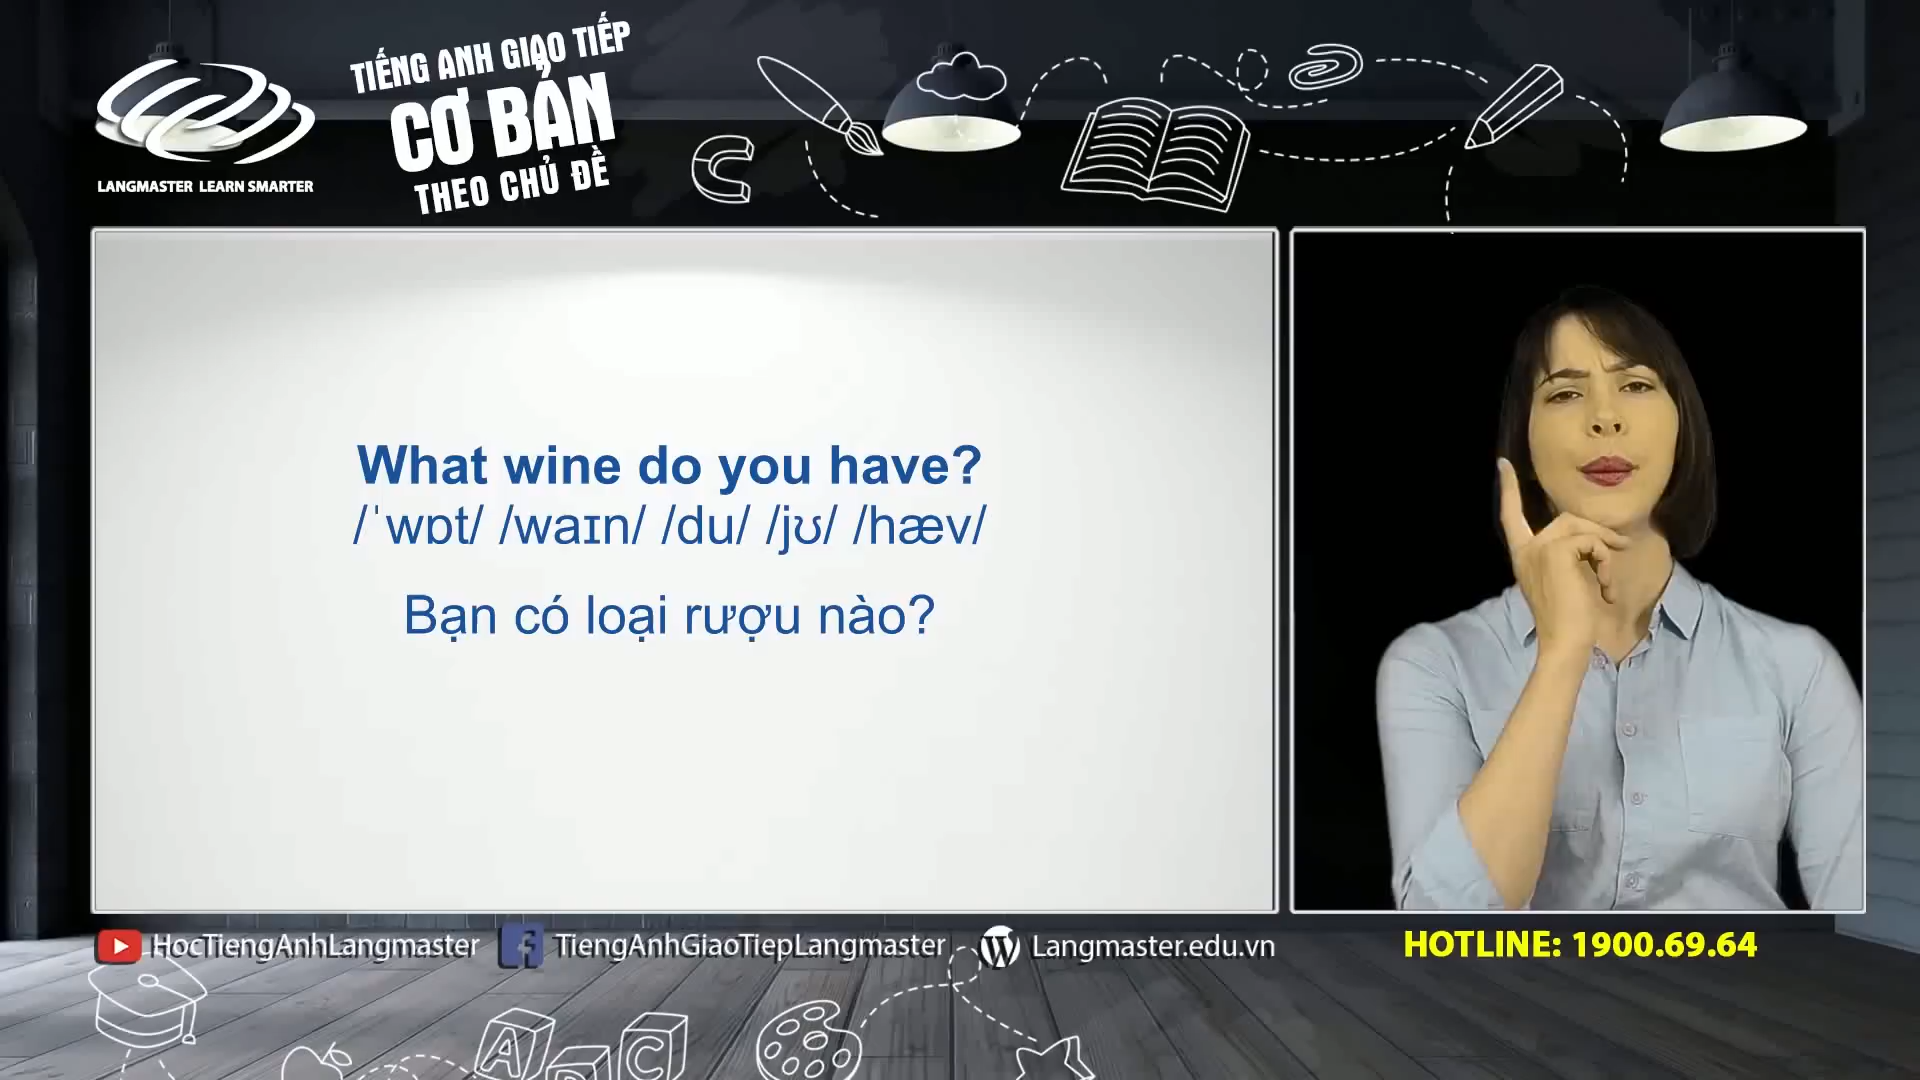 TIẾNG ANH GIAO TIẾP
CƠ BẢN
THEO CHỦ ĐỀ
LANGMASTER LEARN SMARTER
What wine do you have?
/ˈwɒt/ /waɪn/ /du/ /jʊ/ /hæv/
Bạn có loại rượu nào?
HocTiengAnhLangmaster
TiengAnhGiaoTiepLangmaster
Langmaster.edu.vn
HOTLINE: 1900.69.64
A
C